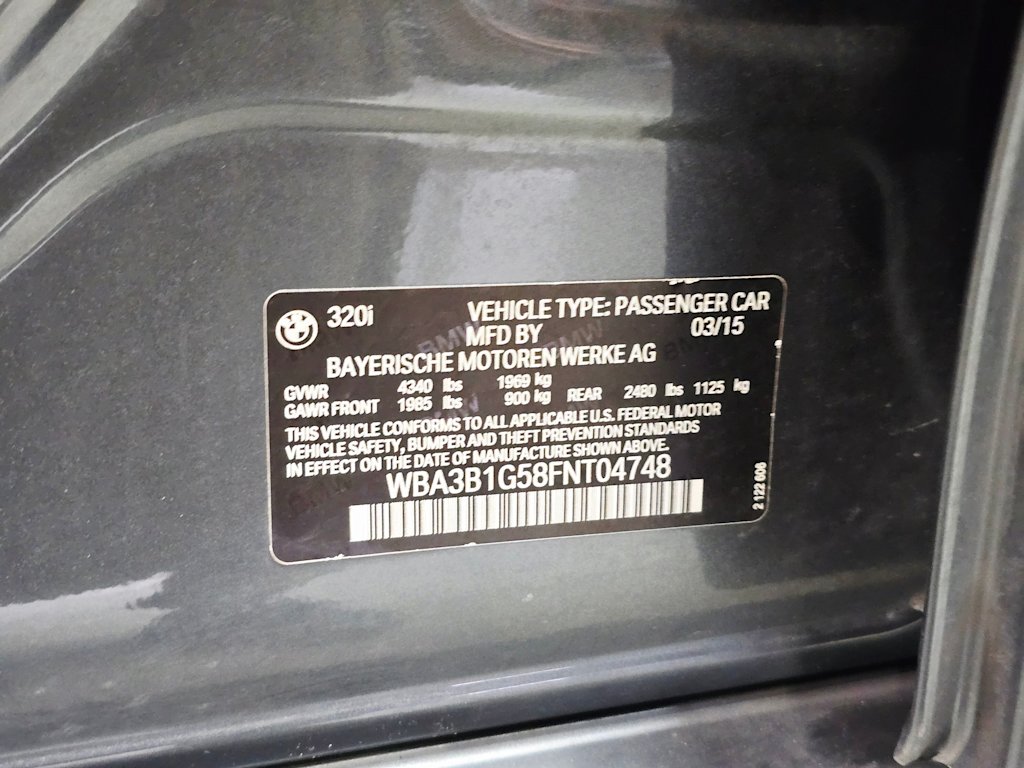 320i VEHICLE TYPE: PASSENGER CAR
MFD BY 03/15
BAYERISCHE MOTOREN WERKE AG
GVWR 4340 lbs 1969 kg
GAWR FRONT 1985 lbs 900 kg REAR 2480 lbs 1125 kg
THIS VEHICLE CONFORMS TO ALL APPLICABLE U.S. FEDERAL MOTOR
VEHICLE SAFETY, BUMPER AND THEFT PREVENTION STANDARDS
IN EFFECT ON THE DATE OF MANUFACTURE SHOWN ABOVE.
WBA3B1G58FNT04748
2 122 606